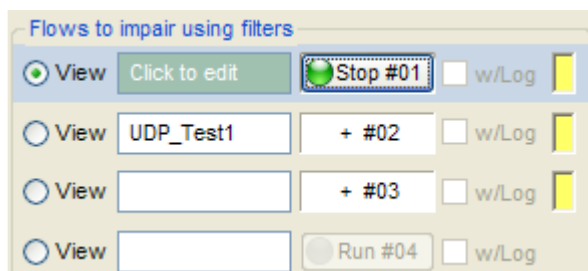 Flows to impair using filters
View Click to edit Stop #01 w/Log
View UDP_Test1 + #02 w/Log
View + #03 w/Log
View Run #04 w/Log